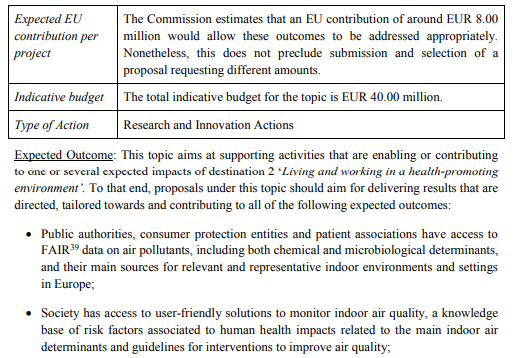 Expected EU
contribution per
project
The Commission estimates that an EU contribution of around EUR 8.00
million would allow these outcomes to be addressed appropriately.
Nonetheless, this does not preclude submission and selection of a
proposal requesting different amounts.
Indicative budget
The total indicative budget for the topic is EUR 40.00 million.
Type of Action
Research and Innovation Actions
Expected Outcome: This topic aims at supporting activities that are enabling or contributing
to one or several expected impacts of destination 2 ‘Living and working in a health-promoting
environment’. To that end, proposals under this topic should aim for delivering results that are
directed, tailored towards and contributing to all of the following expected outcomes:
• Public authorities, consumer protection entities and patient associations have access to
FAIR39 data on air pollutants, including both chemical and microbiological determinants,
and their main sources for relevant and representative indoor environments and settings
in Europe;
• Society has access to user-friendly solutions to monitor indoor air quality, a knowledge
base of risk factors associated to human health impacts related to the main indoor air
determinants and guidelines for interventions to improve air quality;